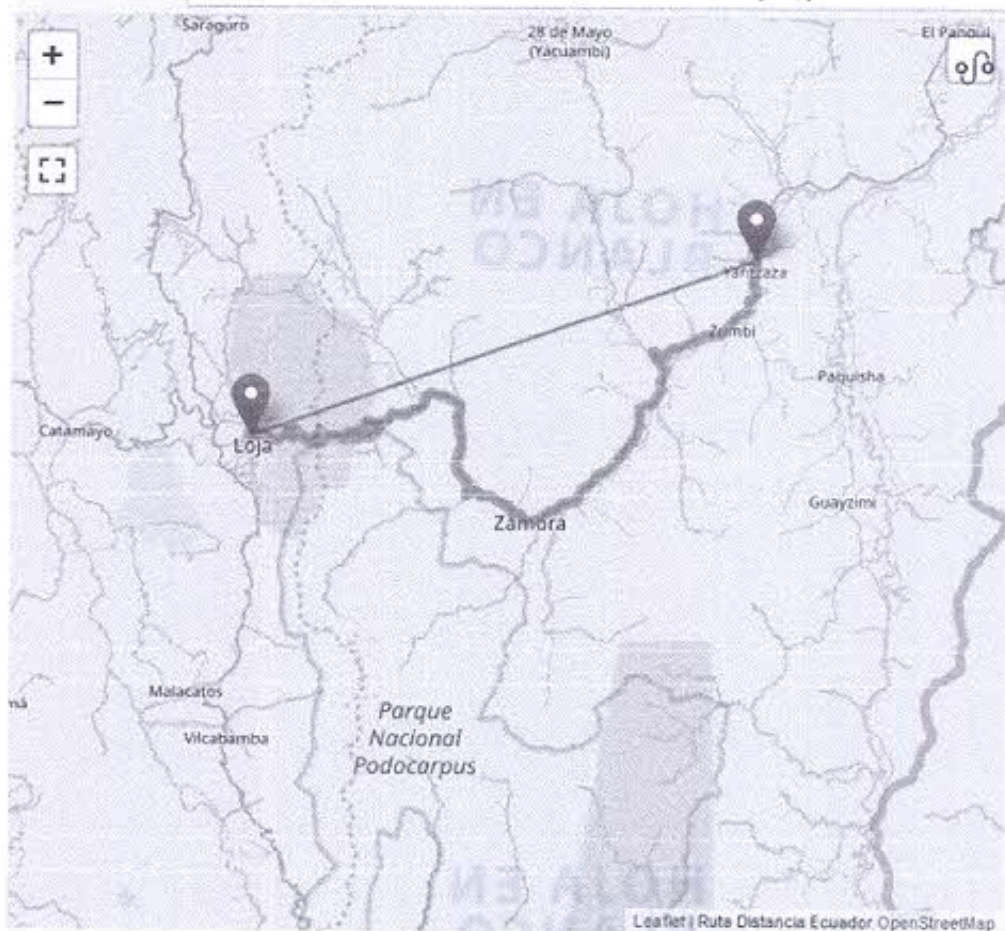 Saraguro
28 de Mayo
(Yacuambi)
El Pangui
+
−
HOJA EN
BLANCO
Yantzaza
Zumbi
Paquisha
Catamayo
Loja
Guayzimi
Zamora
Malacatos
Vilcabamba
Parque
Nacional
Podocarpus
HOJA EN
Leaflet | Ruta Distancia Ecuador OpenStreetMap